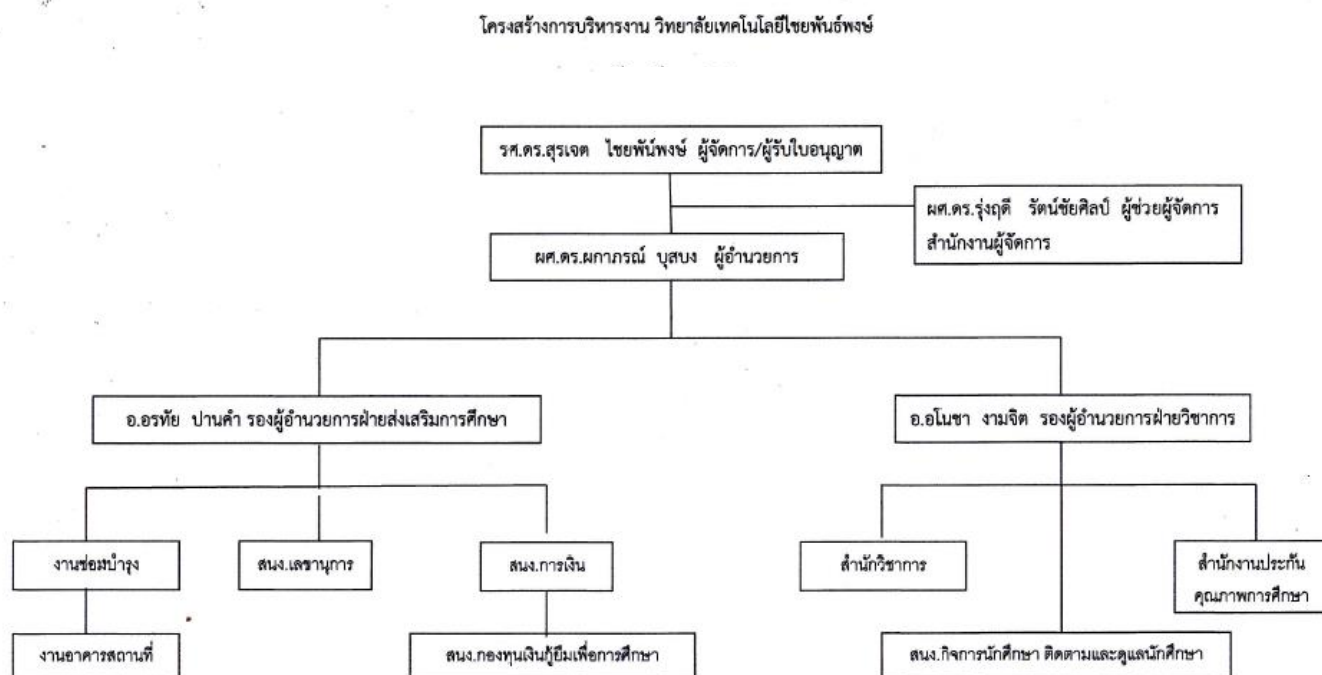 โครงสร้างการบริหารงาน วิทยาลัยเทคโนโลยีไชยพันธ์พงษ์
รศ.ดร.สุรเจต ไชยพันพงษ์ ผู้จัดการ/ผู้รับใบอนุญาต
ผศ.ดร.รุ่งฤดี รัตน์ชัยศิลป์ ผู้ช่วยผู้จัดการ
สำนักงานผู้จัดการ
ผศ.ดร.ผกาภรณ์ บุสบง ผู้อำนวยการ
อ.อรทัย ปานคำ รองผู้อำนวยการฝ่ายส่งเสริมการศึกษา
อ.อโนชา งามจิต รองผู้อำนวยการฝ่ายวิชาการ
งานซ่อมบำรุง
สนง.เลขานุการ
สนง.การเงิน
สำนักวิชาการ
สำนักงานประกัน
คุณภาพการศึกษา
งานอาคารสถานที่
สนง.กองทุนเงินกู้ยืมเพื่อการศึกษา
สนง.กิจการนักศึกษา ติดตามและดูแลนักศึกษา